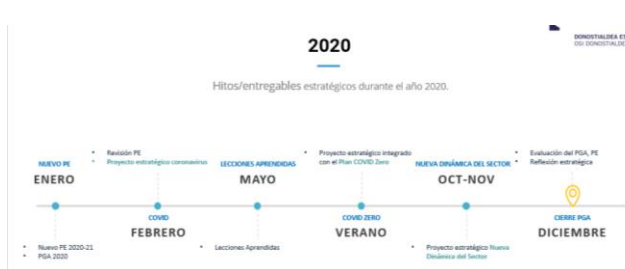 DONOSTIALDEA ES
OSI DONOSTIALDE
2020
Hitos/entregables estratégicos durante el año 2020.
• Revisión PE
• Proyecto estratégico coronavirus
• Proyecto estratégico integrado
con el Plan COVID Zero
• Evaluación del PGA, PE
• Reflexión estratégica
NUEVO PE
LECCIONES APRENDIDAS
NUEVA DINÁMICA DEL SECTOR
ENERO
MAYO
OCT-NOV
COVID
COVID ZERO
CIERRE PGA
FEBRERO
VERANO
DICIEMBRE
• Nuevo PE 2020-21
• PGA 2020
• Lecciones Aprendidas
• Proyecto estratégico Nueva
Dinámica del Sector